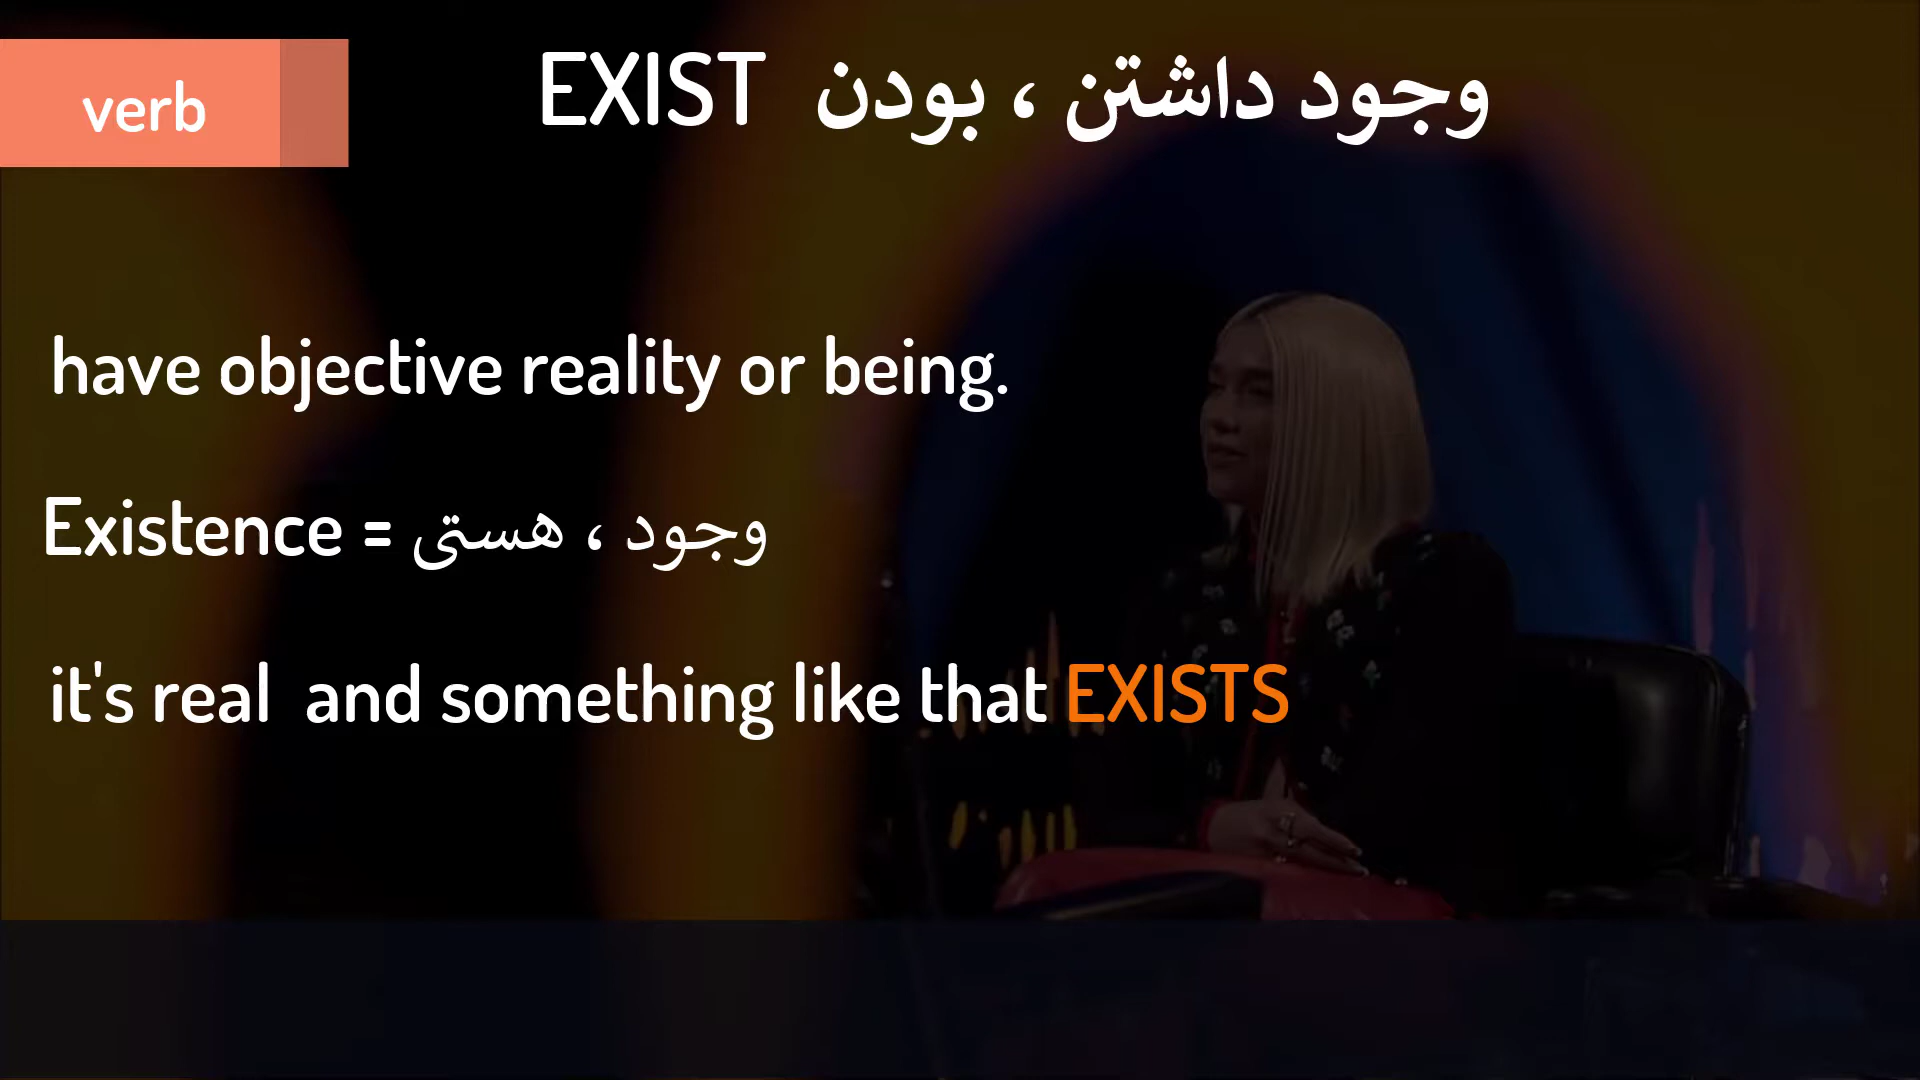 verb
EXIST وجود داشتن ، بودن
have objective reality or being.
Existence = وجود ، هستی
it's real and something like that EXISTS